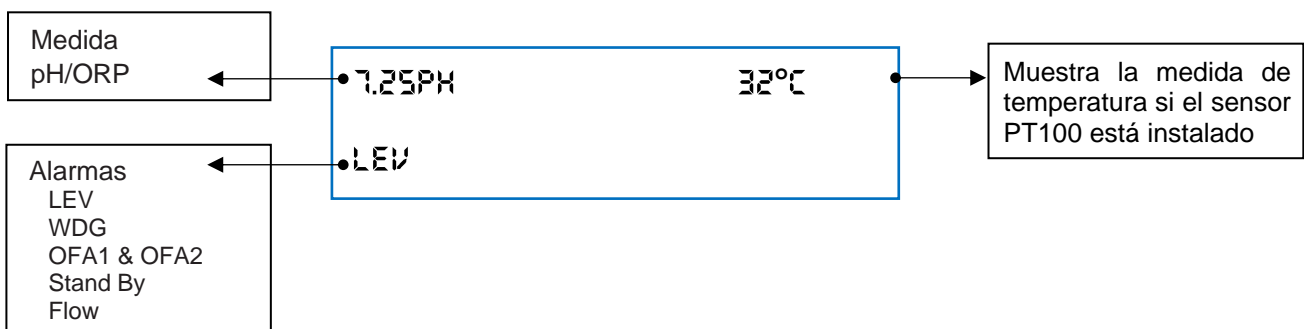 Medida
pH/ORP
7.25PH 32°C
LEV
Muestra la medida de
temperatura si el sensor
PT100 está instalado
Alarmas
LEV
WDG
OFA1 & OFA2
Stand By
Flow